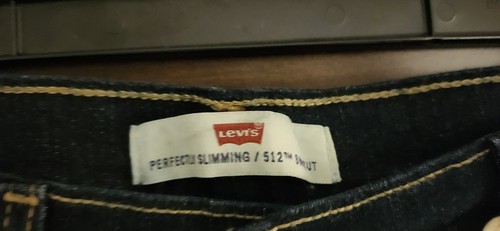 Levi's
PERFECTLY SLIMMING / 512™